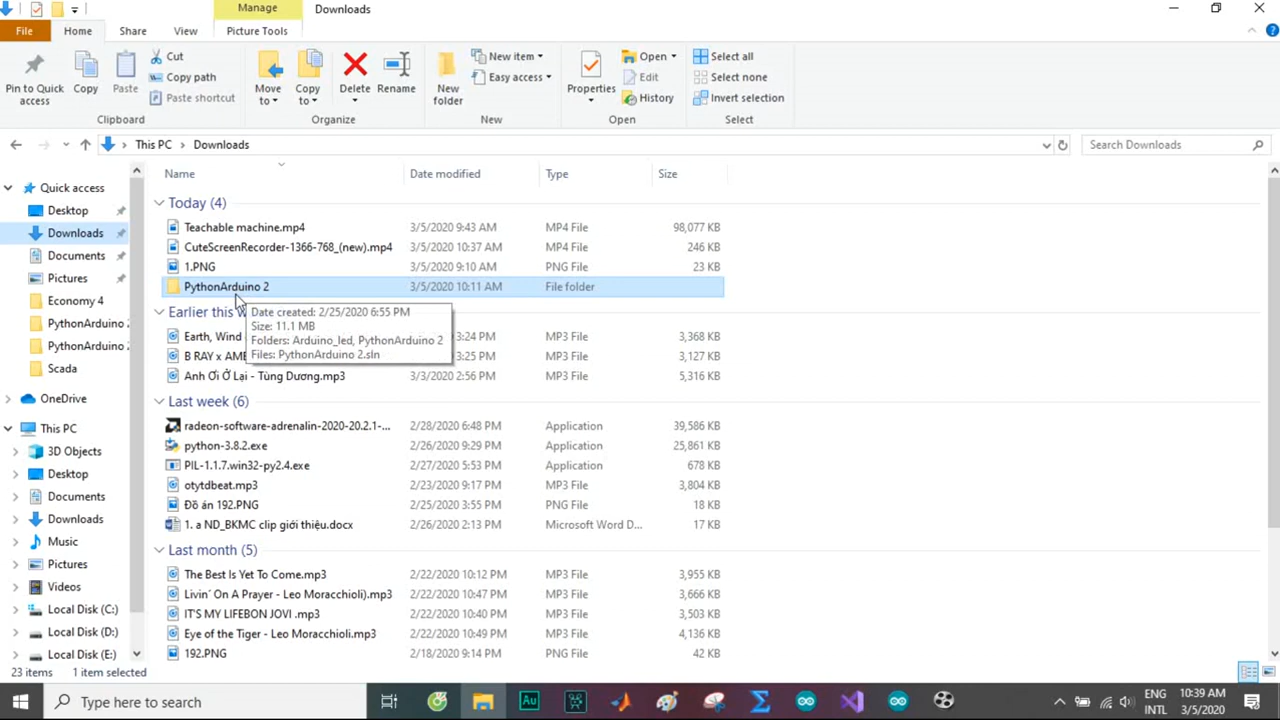 Manage
Downloads
File
Home
Share
View
Picture Tools
Pin to Quick access
Copy
Paste
Cut
Copy path
Paste shortcut
Clipboard
Move to
Copy to
Delete
Rename
Organize
New folder
New item
Easy access
New
Properties
Open
Edit
History
Open
Select all
Select none
Invert selection
Select
This PC
Downloads
Search Downloads
Name
Date modified
Type
Size
Quick access
Desktop
Downloads
Documents
Pictures
Economy 4
PythonArduino 2
PythonArduino 2
Scada
OneDrive
This PC
3D Objects
Desktop
Documents
Downloads
Music
Pictures
Videos
Local Disk (C:)
Local Disk (D:)
Local Disk (E:)
Today (4)
Teachable machine.mp4 3/5/2020 9:43 AM MP4 File 98,077 KB
CuteScreenRecorder-1366-768_(new).mp4 3/5/2020 10:37 AM MP4 File 246 KB
1.PNG 3/5/2020 9:10 AM PNG File 23 KB
PythonArduino 2 3/5/2020 10:11 AM File folder
Date created: 2/25/2020 6:55 PM
Size: 11.1 MB
Folders: Arduino_led, PythonArduino 2
Files: PythonArduino 2.sln
Earlier this w
Earth, Wind 3:24 PM MP3 File 3,368 KB
B RAY x AM 3:25 PM MP3 File 3,127 KB
Anh Ơi Ở Lại - Tùng Dương.mp3 3/3/2020 2:56 PM MP3 File 5,316 KB
Last week (6)
radeon-software-adrenalin-2020-20.2.1-... 2/28/2020 6:48 PM Application 39,586 KB
python-3.8.2.exe 2/26/2020 9:29 PM Application 25,861 KB
PIL-1.1.7.win32-py2.4.exe 2/27/2020 5:53 PM Application 678 KB
otytdbeat.mp3 2/23/2020 9:17 PM MP3 File 3,804 KB
Đồ án 192.PNG 2/25/2020 3:55 PM PNG File 18 KB
1. a ND_BKMC clip giới thiệu.docx 2/26/2020 2:13 PM Microsoft Word D... 17 KB
Last month (5)
The Best Is Yet To Come.mp3 2/22/2020 10:12 PM MP3 File 3,955 KB
Livin' On A Prayer - Leo Moracchioli).mp3 2/22/2020 10:47 PM MP3 File 3,666 KB
IT'S MY LIFEBON JOVI .mp3 2/22/2020 10:40 PM MP3 File 3,503 KB
Eye of the Tiger - Leo Moracchioli.mp3 2/22/2020 10:49 PM MP3 File 4,136 KB
192.PNG 2/18/2020 9:14 PM PNG File 42 KB
23 items 1 item selected
Type here to search
Au
ENG
INTL
10:39 AM
3/5/2020